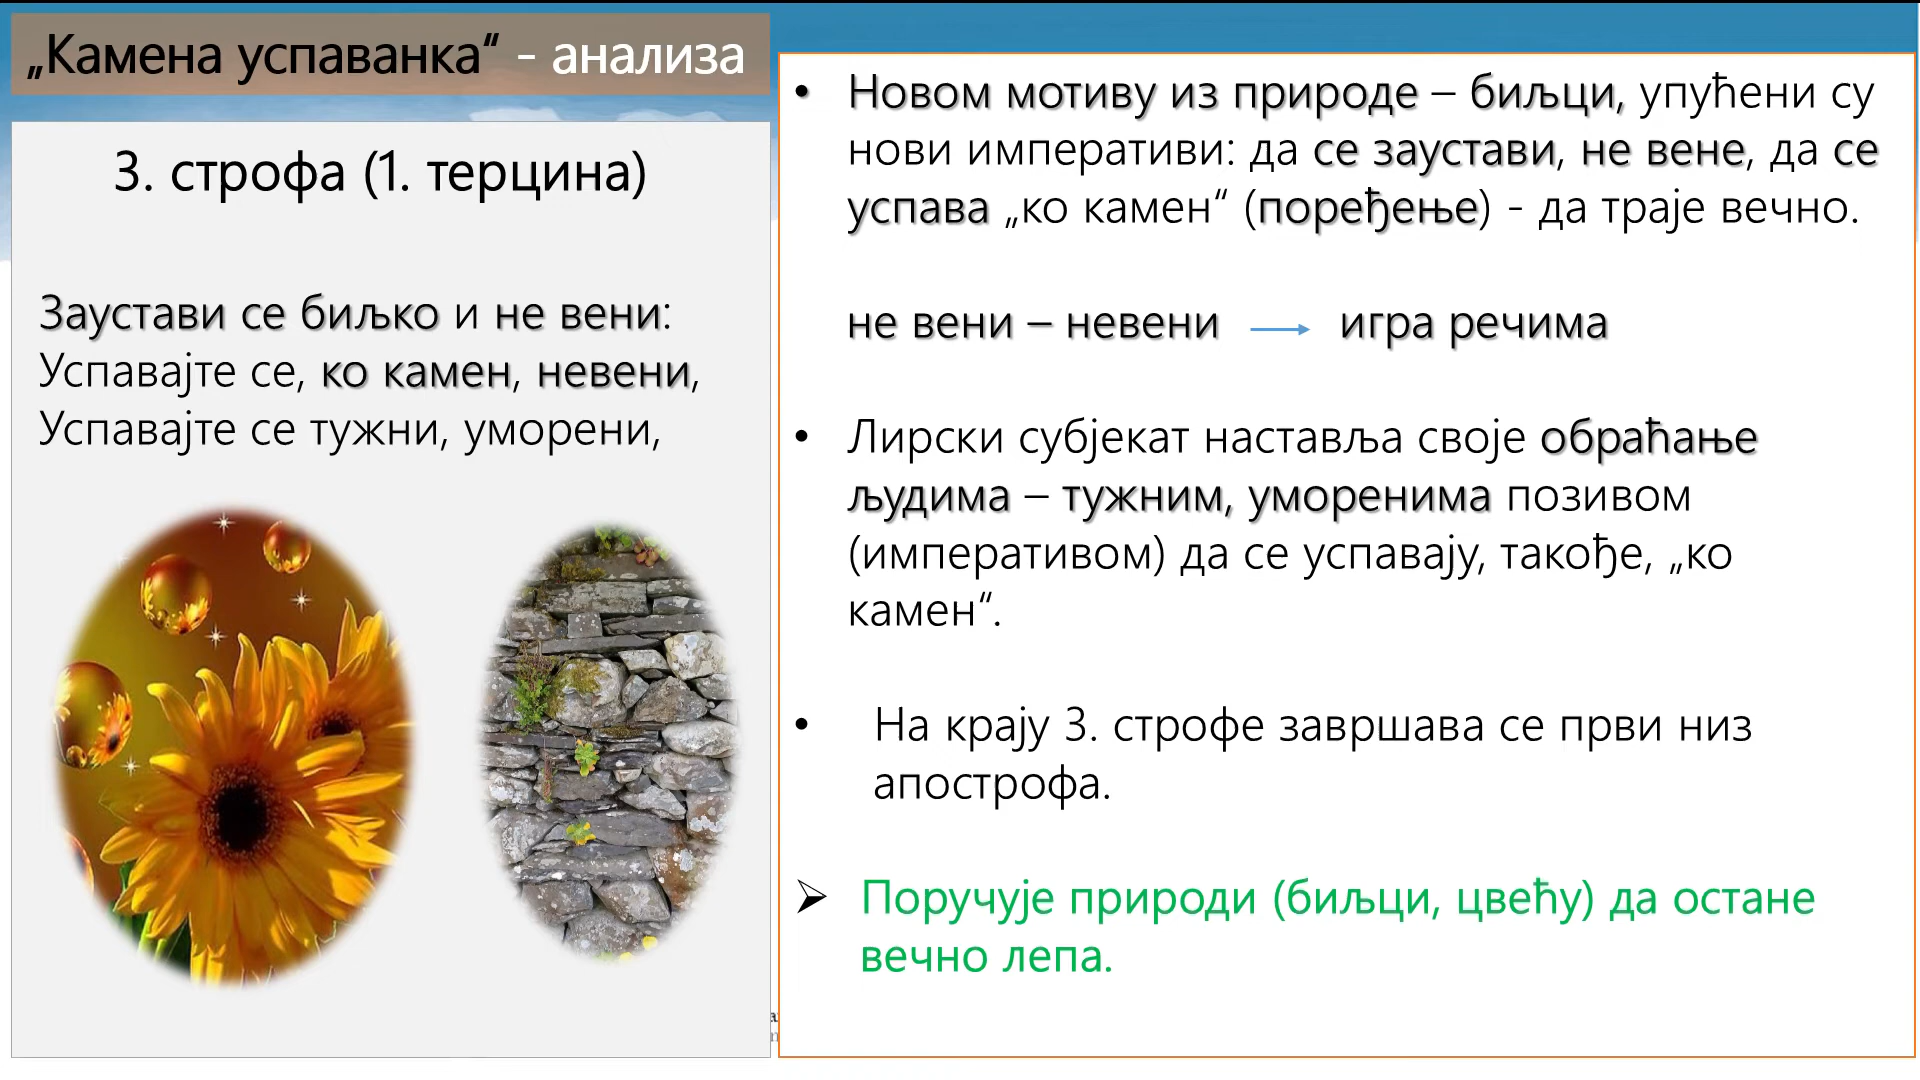 „Камена успаванка“ - анализа
3. строфа (1. терцина)
Заустави се биљко и не вени:
Успавајте се, ко камен, невени,
Успавајте се тужни, уморени,
• Новом мотиву из природе – биљци, упућени су
нови императиви: да се заустави, не вене, да се
успава „ко камен“ (поређење) - да траје вечно.
не вени – невени → игра речима
• Лирски субјекат наставља своје обраћање
људима – тужним, уморенима позивом
(императивом) да се успавају, такође, „ко
камен“.
• На крају 3. строфе завршава се први низ
апострофа.
➢ Поручује природи (биљци, цвећу) да остане
вечно лепа.